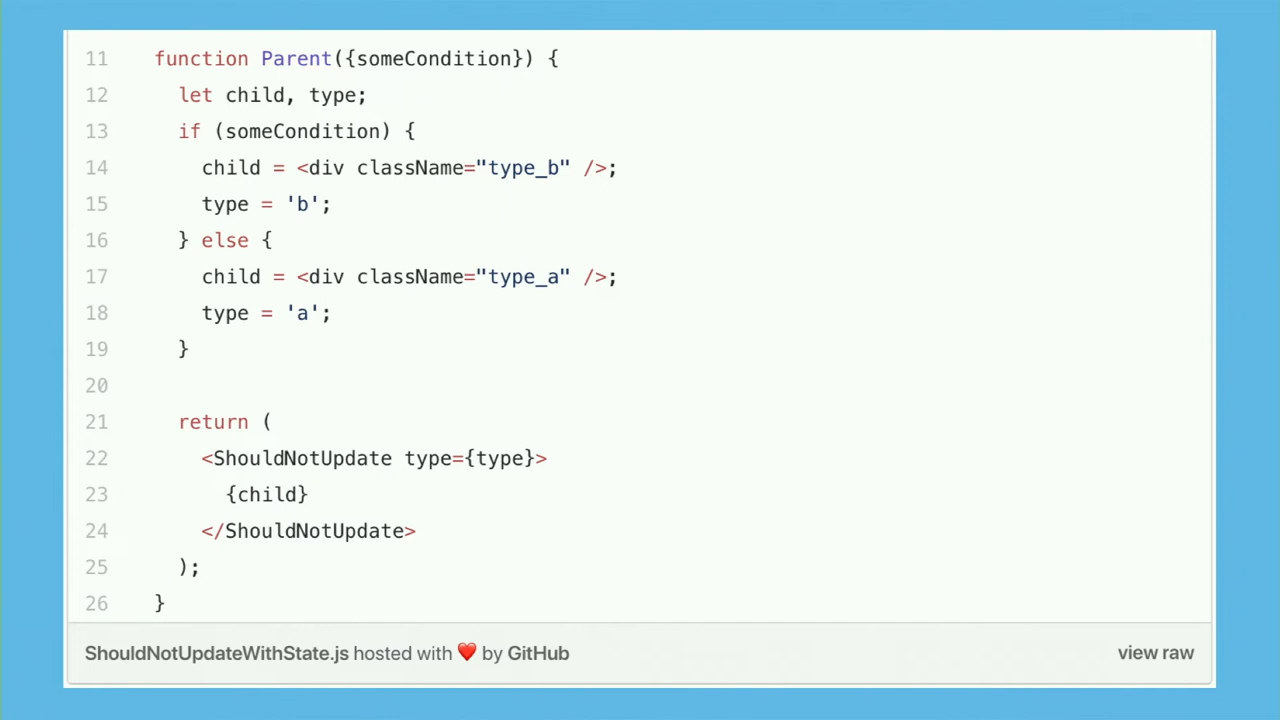 11 function Parent({someCondition}) {
12 let child, type;
13 if (someCondition) {
14 child = <div className="type_b" />;
15 type = 'b';
16 } else {
17 child = <div className="type_a" />;
18 type = 'a';
19 }
20
21 return (
22 <ShouldNotUpdate type={type}>
23 {child}
24 </ShouldNotUpdate>
25 );
26 }
ShouldNotUpdateWithState.js hosted with ❤️ by GitHub view raw